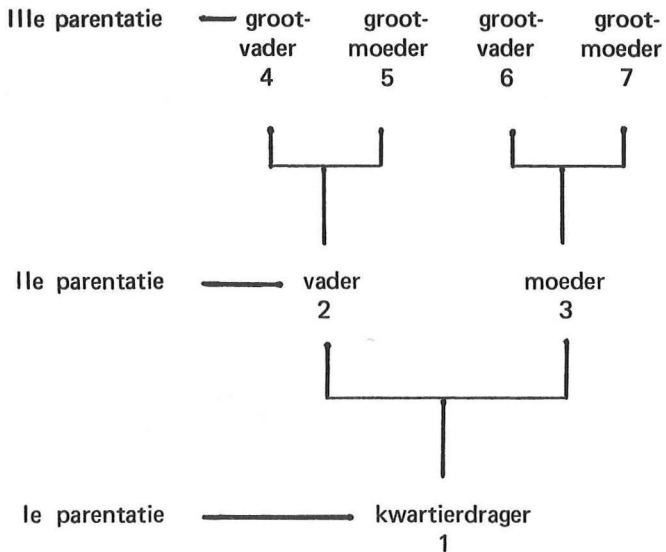 IIIe parentatie groot- groot- groot- groot-
vader moeder vader moeder
4 5 6 7
IIe parentatie vader moeder
2 3
Ie parentatie kwartierdrager
1